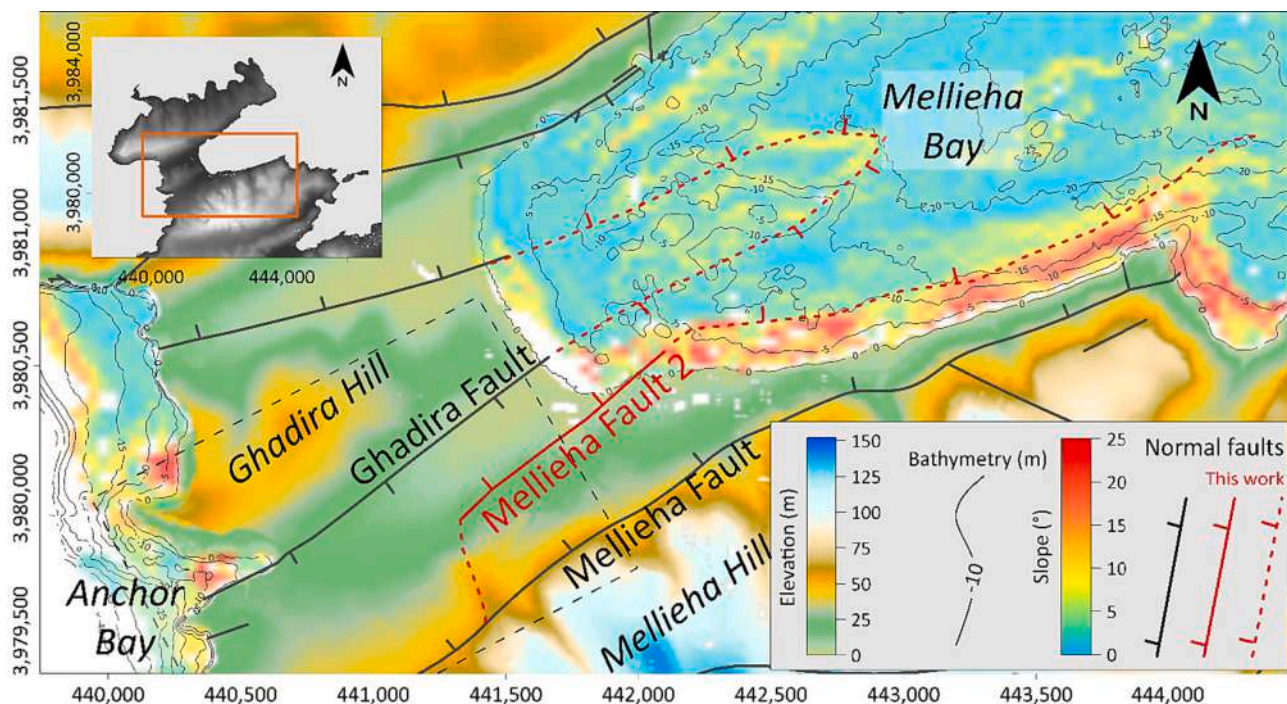 3,984,000
3,980,000
440,000
444,000
N
Mellieha
Bay
N
3,981,500
3,981,000
3,980,500
3,980,000
3,979,500
Ghadira Hill
Ghadira Fault
Mellieha Fault 2
Mellieha Fault
Mellieha Hill
Anchor
Bay
Elevation (m)
150
125
100
75
50
25
0
Bathymetry (m)
-10
Slope (°)
25
20
15
10
5
0
Normal faults
This work
440,000
440,500
441,000
441,500
442,000
442,500
443,000
443,500
444,000